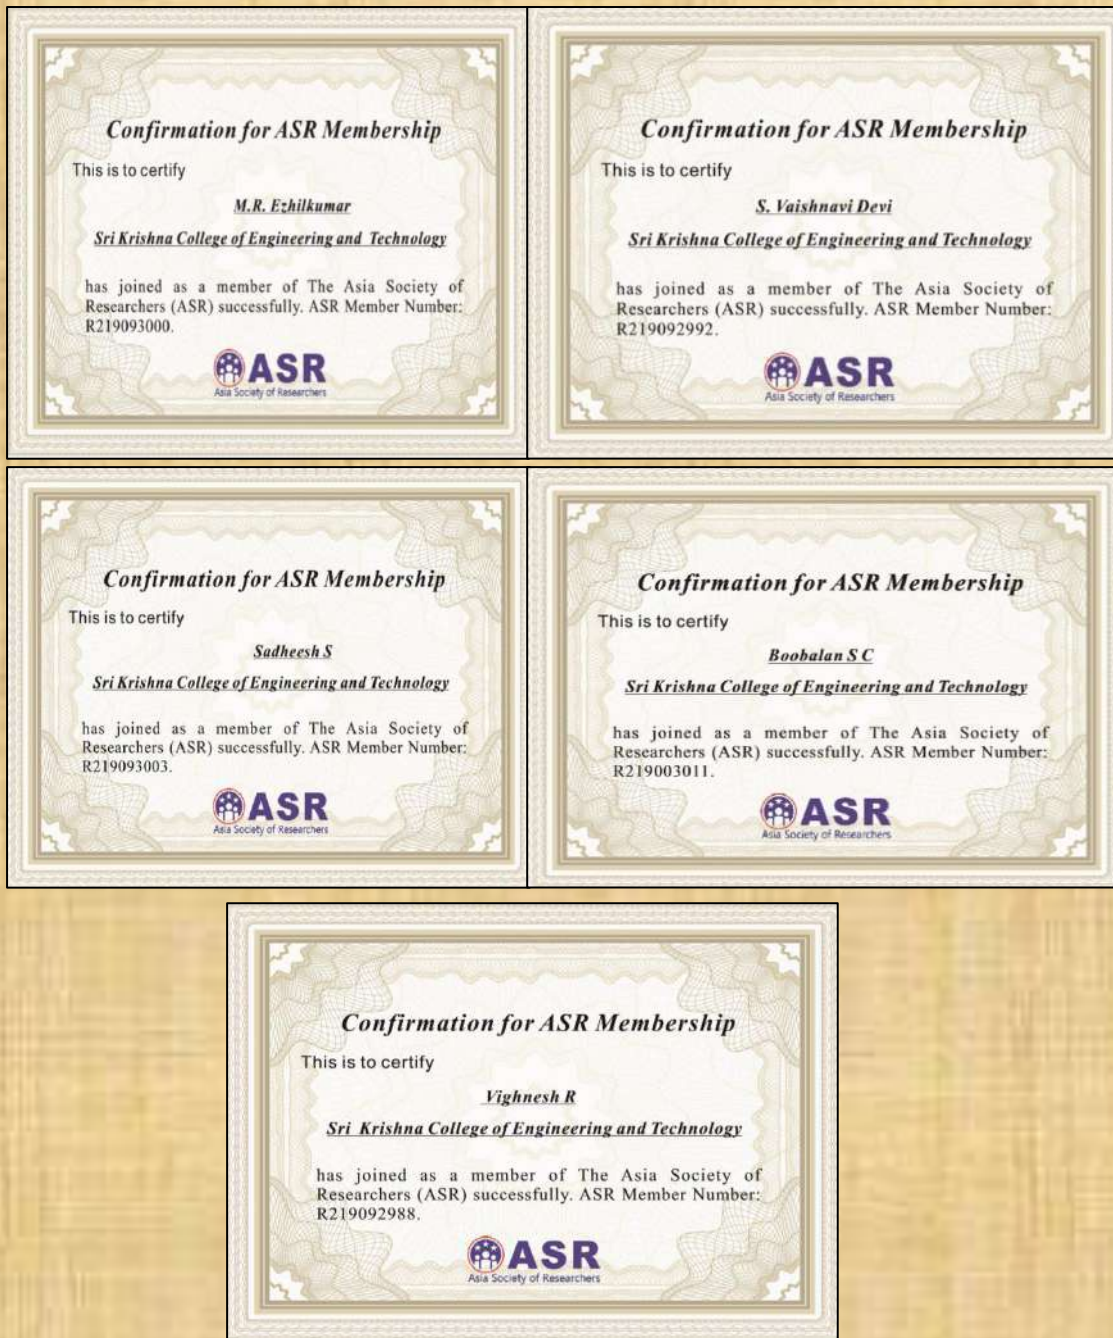 Confirmation for ASR Membership
This is to certify
M.R. Ezhilkumar
Sri Krishna College of Engineering and Technology
has joined as a member of The Asia Society of
Researchers (ASR) successfully. ASR Member Number:
R219093000.
ASR
Asia Society of Researchers
Confirmation for ASR Membership
This is to certify
S. Vaishnavi Devi
Sri Krishna College of Engineering and Technology
has joined as a member of The Asia Society of
Researchers (ASR) successfully. ASR Member Number:
R219092992.
ASR
Asia Society of Researchers
Confirmation for ASR Membership
This is to certify
Sadheesh S
Sri Krishna College of Engineering and Technology
has joined as a member of The Asia Society of
Researchers (ASR) successfully. ASR Member Number:
R219093003.
ASR
Asia Society of Researchers
Confirmation for ASR Membership
This is to certify
Boobalan S C
Sri Krishna College of Engineering and Technology
has joined as a member of The Asia Society of
Researchers (ASR) successfully. ASR Member Number:
R219003011.
ASR
Asia Society of Researchers
Confirmation for ASR Membership
This is to certify
Vighnesh R
Sri Krishna College of Engineering and Technology
has joined as a member of The Asia Society of
Researchers (ASR) successfully. ASR Member Number:
R219092988.
ASR
Asia Society of Researchers